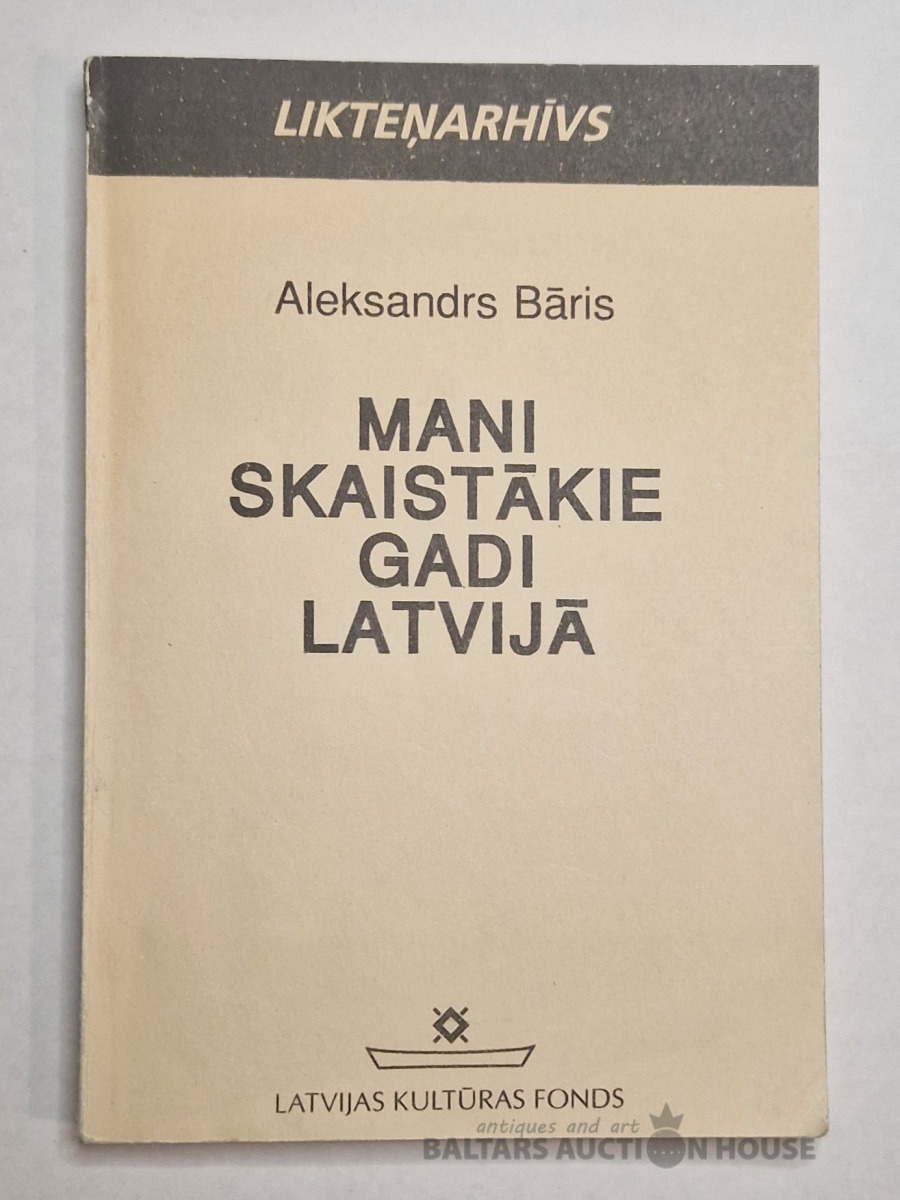 LIKTEŅARHĪVS
Aleksandrs Bāris
MANI
SKAISTĀKIE
GADI
LATVIJĀ
LATVIJAS KULTŪRAS FONDS
antiques and art
BALTARS AUCTION HOUSE